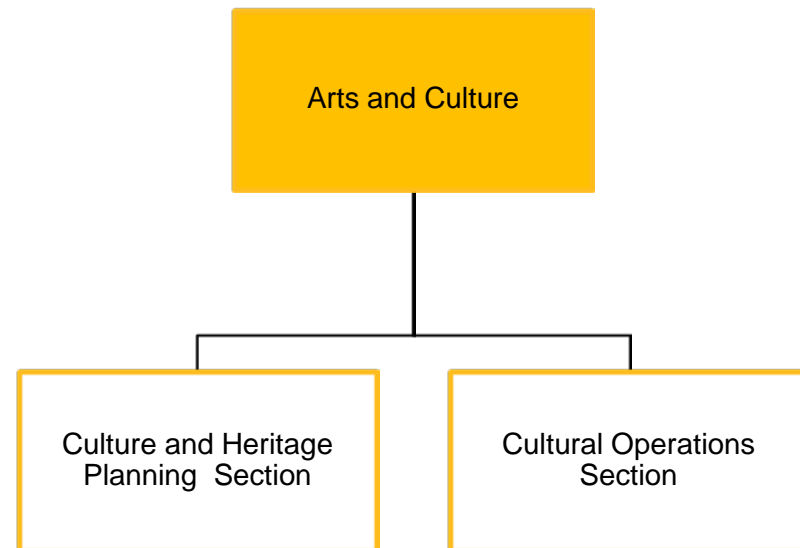 Arts and Culture
Culture and Heritage
Planning  Section
Cultural Operations
Section